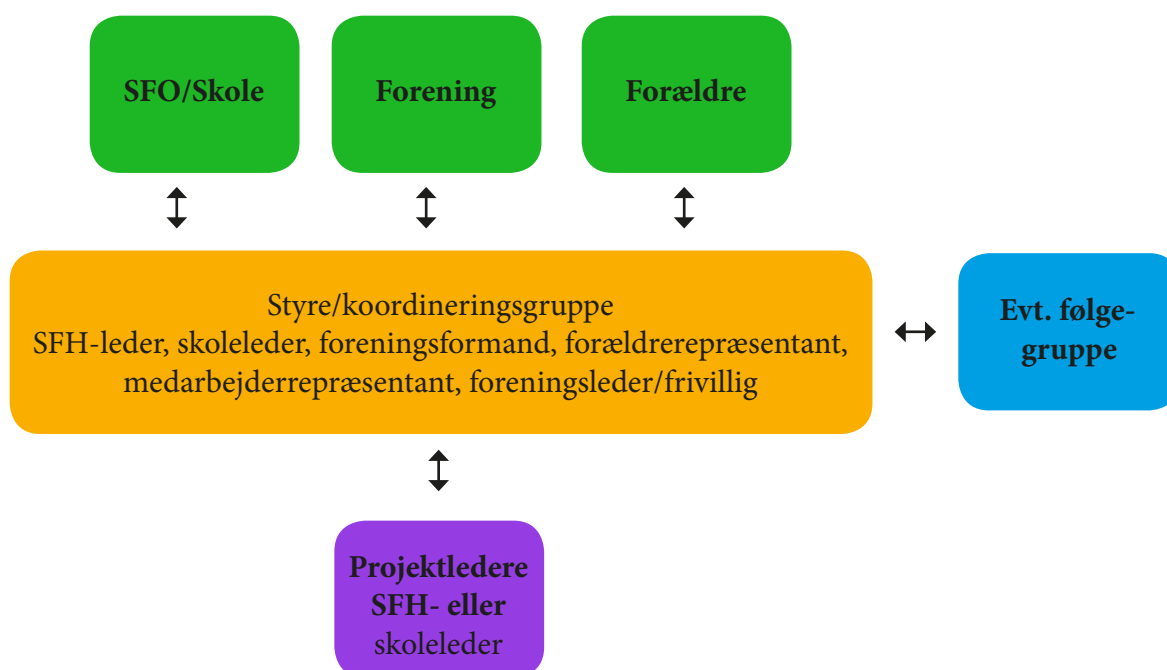 SFO/Skole
Forening
Forældre
Styre/koordineringsgruppe
SFH-leder, skoleleder, foreningsformand, forældrerepræsentant,
medarbejderrepræsentant, foreningsleder/frivillig
Evt. følge-
gruppe
Projektledere
SFH- eller
skoleleder